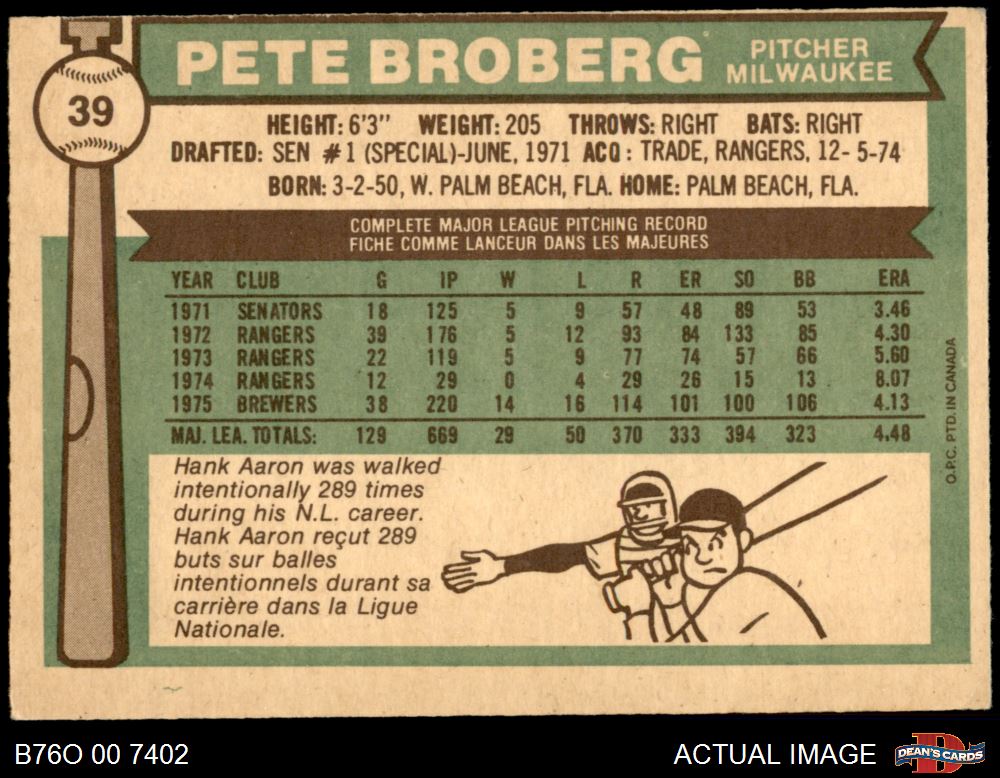 39
PETE BROBERG
PITCHER
MILWAUKEE
HEIGHT: 6'3" WEIGHT: 205 THROWS: RIGHT BATS: RIGHT
DRAFTED: SEN #1 (SPECIAL)-JUNE, 1971 ACQ: TRADE, RANGERS, 12-5-74
BORN: 3-2-50, W. PALM BEACH, FLA. HOME: PALM BEACH, FLA.
COMPLETE MAJOR LEAGUE PITCHING RECORD
FICHE COMME LANCEUR DANS LES MAJEURES
YEAR CLUB G IP W L R ER SO BB ERA
1971 SENATORS 18 125 5 9 57 48 89 53 3.46
1972 RANGERS 39 176 5 12 93 84 133 85 4.30
1973 RANGERS 22 119 5 9 77 74 57 66 5.60
1974 RANGERS 12 29 0 4 29 26 15 13 8.07
1975 BREWERS 38 220 14 16 114 101 100 106 4.13
MAJ. LEA. TOTALS: 129 669 29 50 370 333 394 323 4.48
O.P.C. PTD. IN CANADA
Hank Aaron was walked
intentionally 289 times
during his N.L. career.
Hank Aaron reçut 289
buts sur balles
intentionnels durant sa
carrière dans la Ligue
Nationale.
B76O 00 7402
ACTUAL IMAGE
DEAN'S CARDS